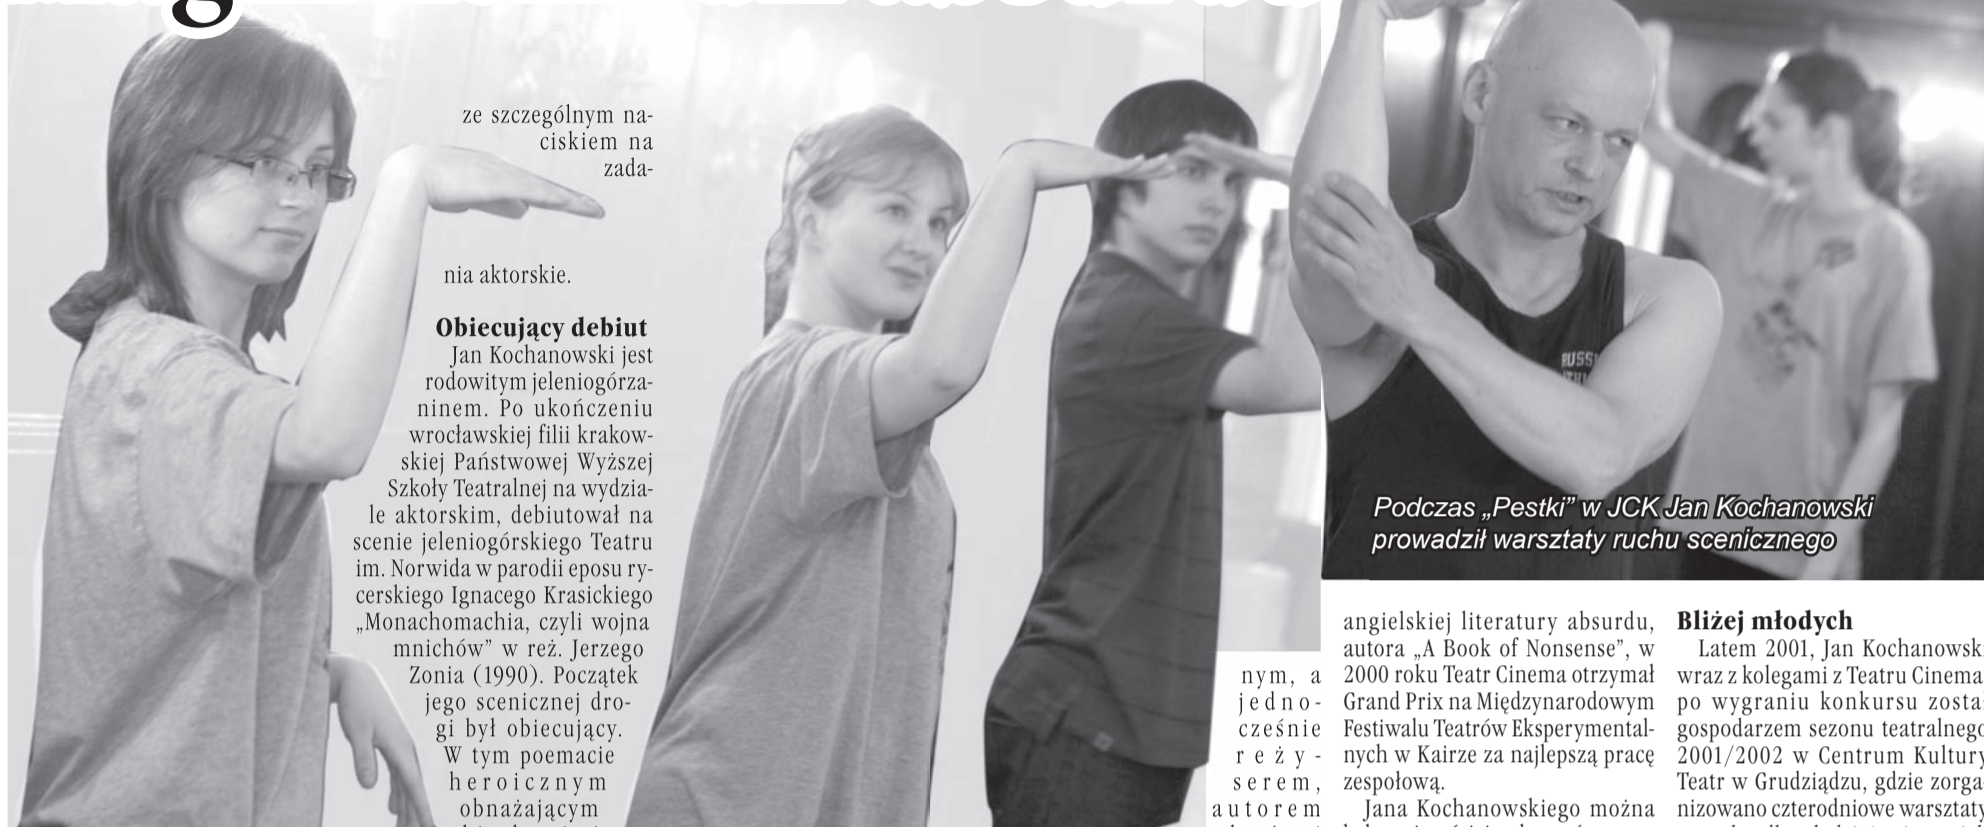 ze szczególnym na-
ciskiem na
zada-
nia aktorskie.
Obiecujący debiut
Jan Kochanowski jest
rodowitym jeleniogórza-
ninem. Po ukończeniu
wrocławskiej filii krakow-
skiej Państwowej Wyższej
Szkoły Teatralnej na wydzia-
le aktorskim, debiutował na
scenie jeleniogórskiego Teatru
im. Norwida w parodii eposu ry-
cerskiego Ignacego Krasickiego
„Monachomachia, czyli wojna
mnichów” w reż. Jerzego
Zonia (1990). Początek
jego scenicznej dro-
gi był obiecujący.
W tym poemacie
heroicznym
obnażającym
nym, a
jedno-
cześnie
reży-
serem,
autorem
RUSS
Podczas „Pestki” w JCK Jan Kochanowski
prowadził warsztaty ruchu scenicznego
angielskiej literatury absurdu,
autora „A Book of Nonsense”, w
2000 roku Teatr Cinema otrzymał
Grand Prix na Międzynarodowym
Festiwalu Teatrów Eksperymental-
nych w Kairze za najlepszą pracę
zespołową.
Jana Kochanowskiego można
Bliżej młodych
Latem 2001, Jan Kochanowsk
wraz z kolegami z Teatru Cinema
po wygraniu konkursu zosta
gospodarzem sezonu teatralnego
2001/2002 w Centrum Kultury
Teatr w Grudziądzu, gdzie zorga
nizowano czterodniowe warsztaty